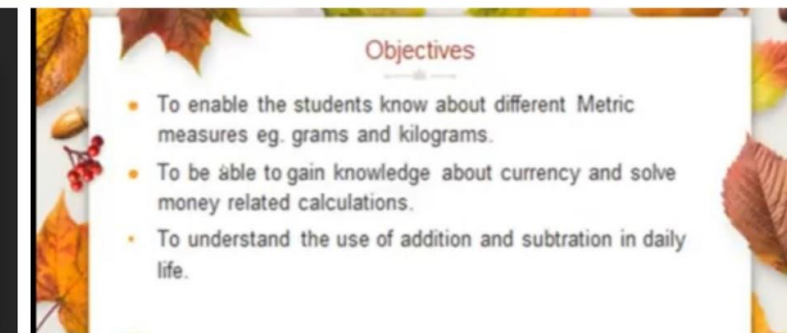 Objectives
To enable the students know about different Metric
measures eg. grams and kilograms.
To be able to gain knowledge about currency and solve
money related calculations.
To understand the use of addition and subtration in daily
life.